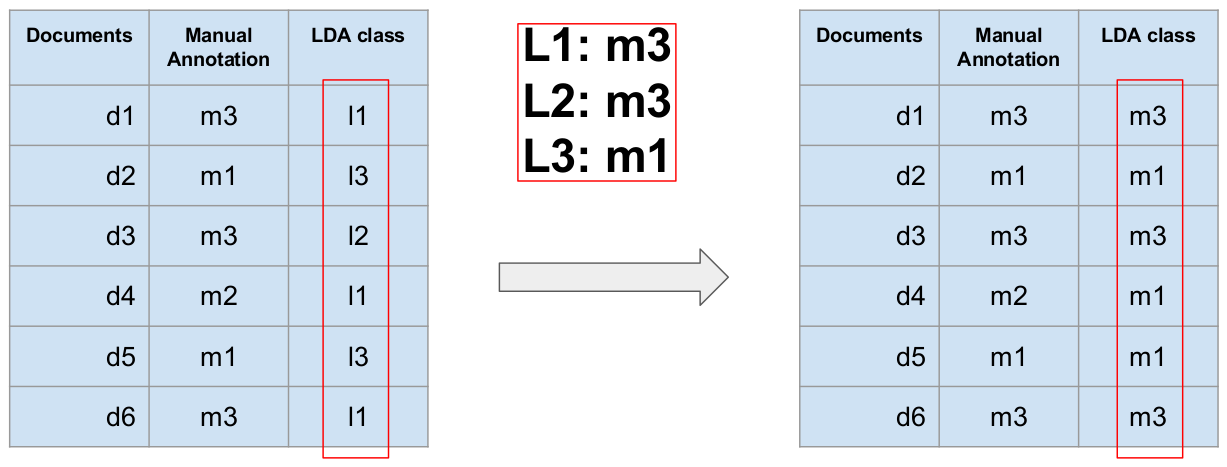 Documents Manual Annotation LDA class
d1 m3 l1
d2 m1 l3
d3 m3 l2
d4 m2 l1
d5 m1 l3
d6 m3 l1
L1: m3
L2: m3
L3: m1
Documents Manual Annotation LDA class
d1 m3 m3
d2 m1 m1
d3 m3 m3
d4 m2 m1
d5 m1 m1
d6 m3 m3